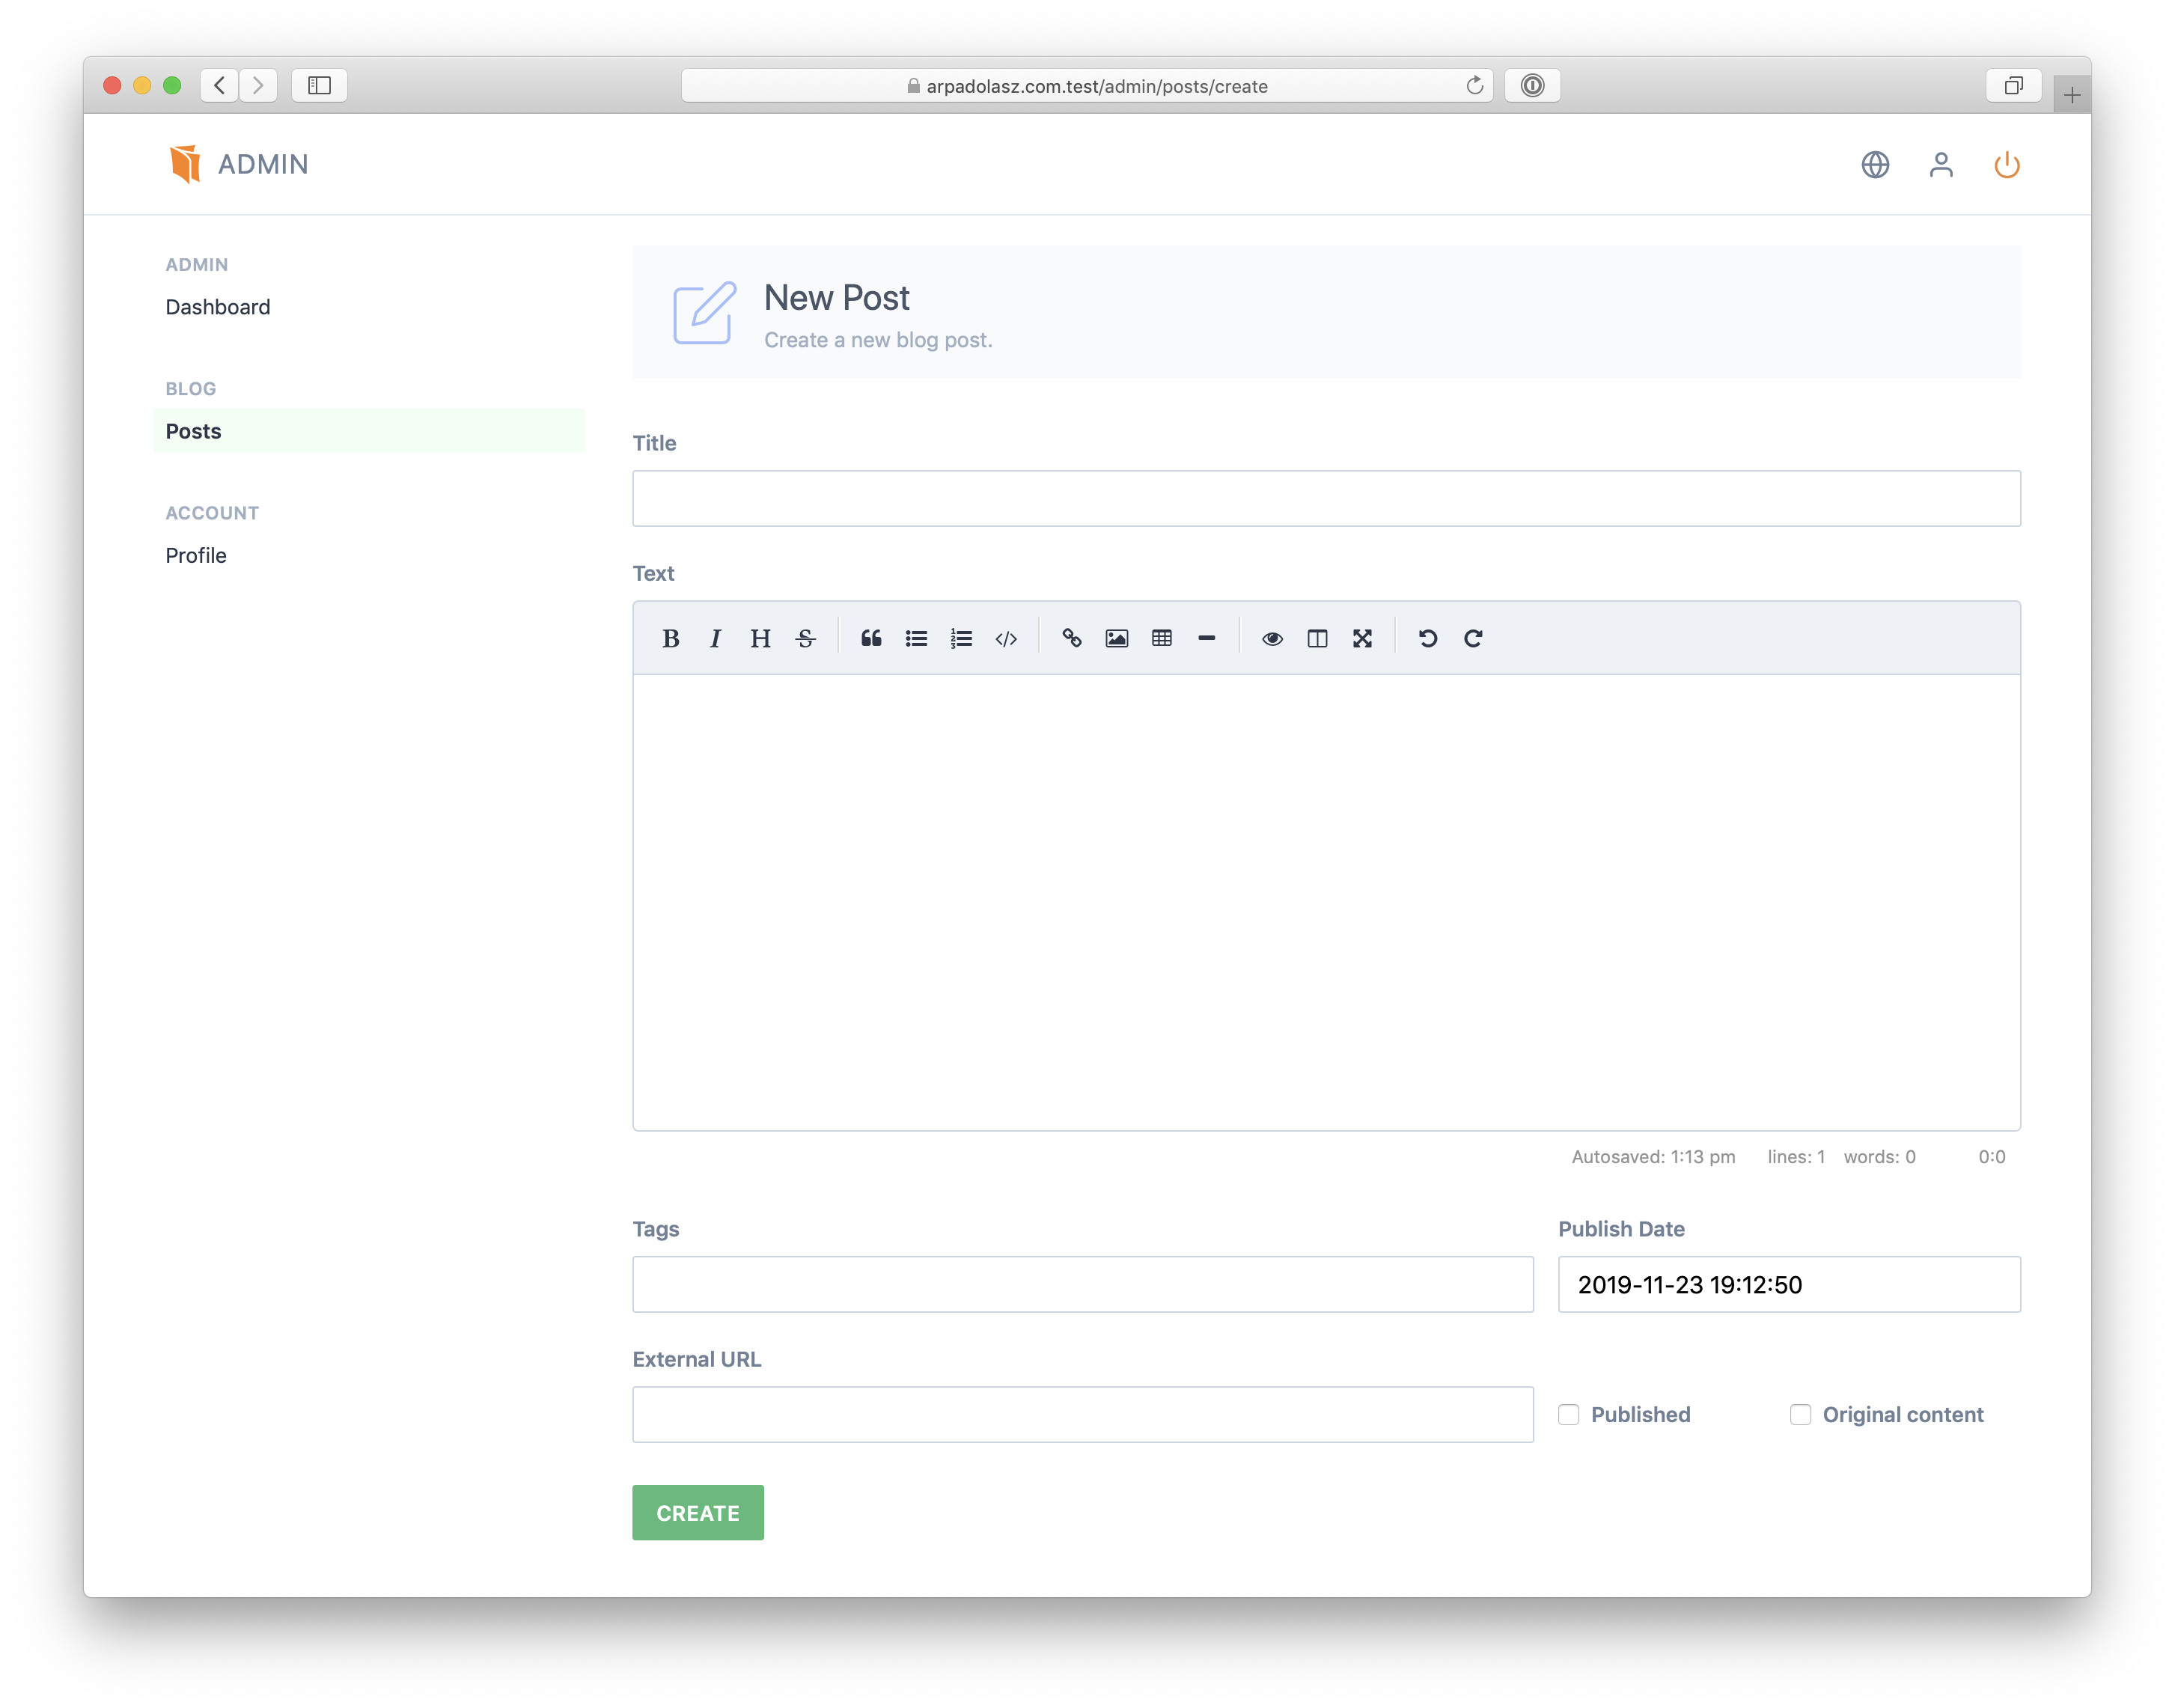 arpadolasz.com.test/admin/posts/create
ADMIN
ADMIN
Dashboard
BLOG
Posts
ACCOUNT
Profile
New Post
Create a new blog post.
Title
Text
B I H S
Autosaved: 1:13 pm lines: 1 words: 0 0:0
Tags
Publish Date
2019-11-23 19:12:50
External URL
Published
Original content
CREATE